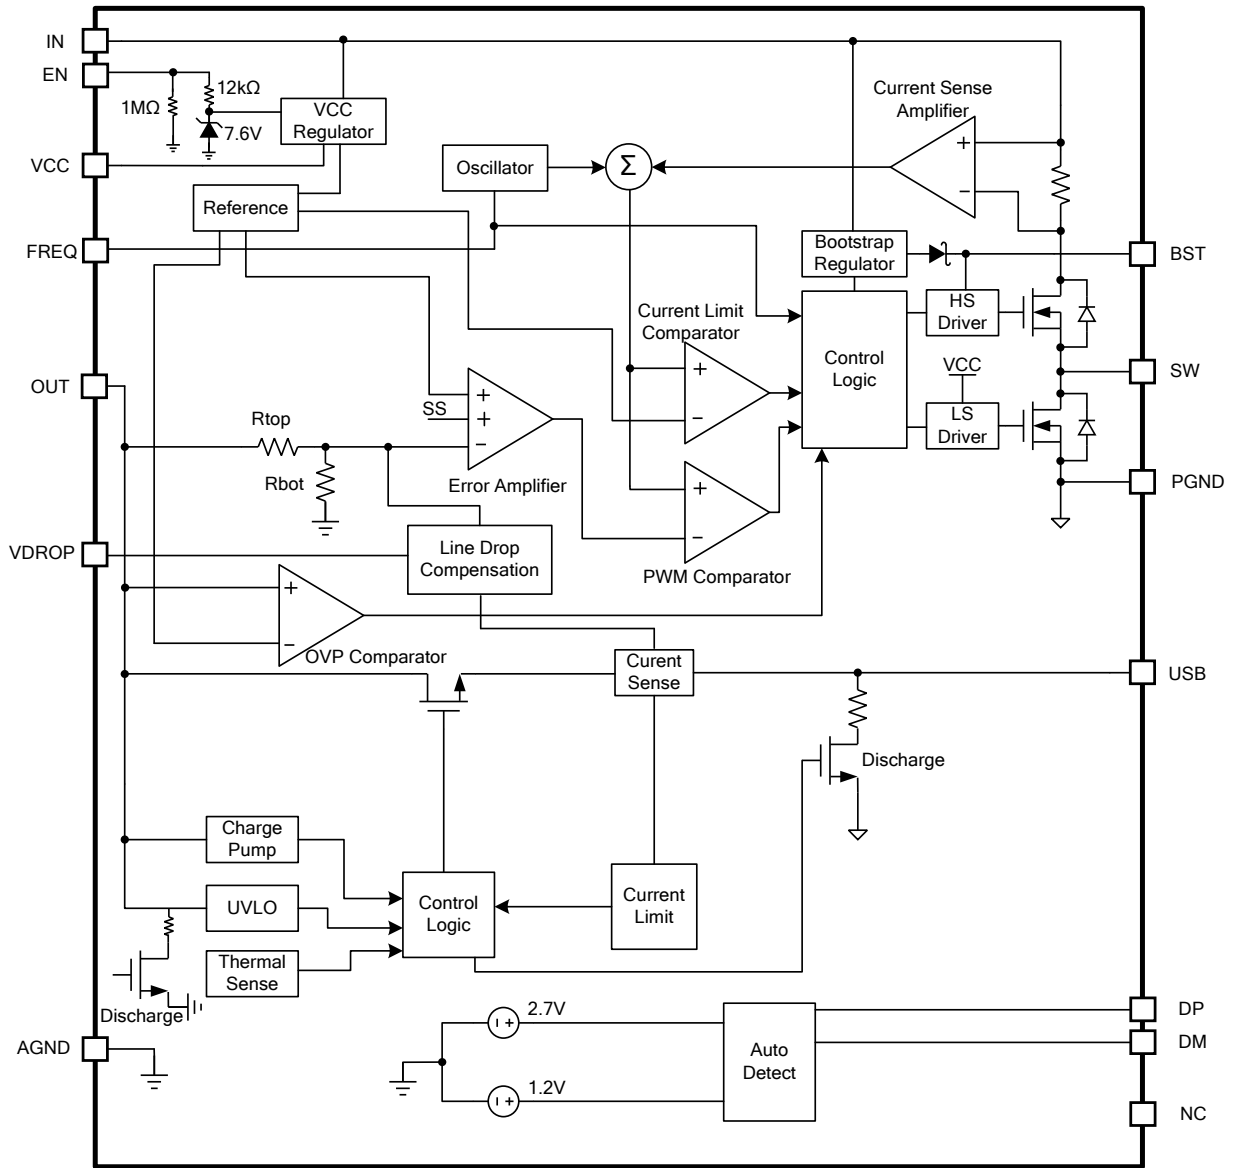 IN
EN
12kΩ
1MΩ
7.6V
VCC
Regulator
Current Sense
Amplifier
+
−
VCC
Oscillator
Σ
Reference
FREQ
Bootstrap
Regulator
BST
HS
Driver
Current Limit
Comparator
+
−
Control
Logic
VCC
SW
LS
Driver
OUT
Rtop
SS
+
+
−
Rbot
Error Amplifier
PGND
+
−
PWM Comparator
VDROP
Line Drop
Compensation
+
−
OVP Comparator
Curent
Sense
USB
Discharge
Charge
Pump
UVLO
Control
Logic
Current
Limit
Thermal
Sense
Discharge
AGND
2.7V
− +
1.2V
− +
Auto
Detect
DP
DM
NC